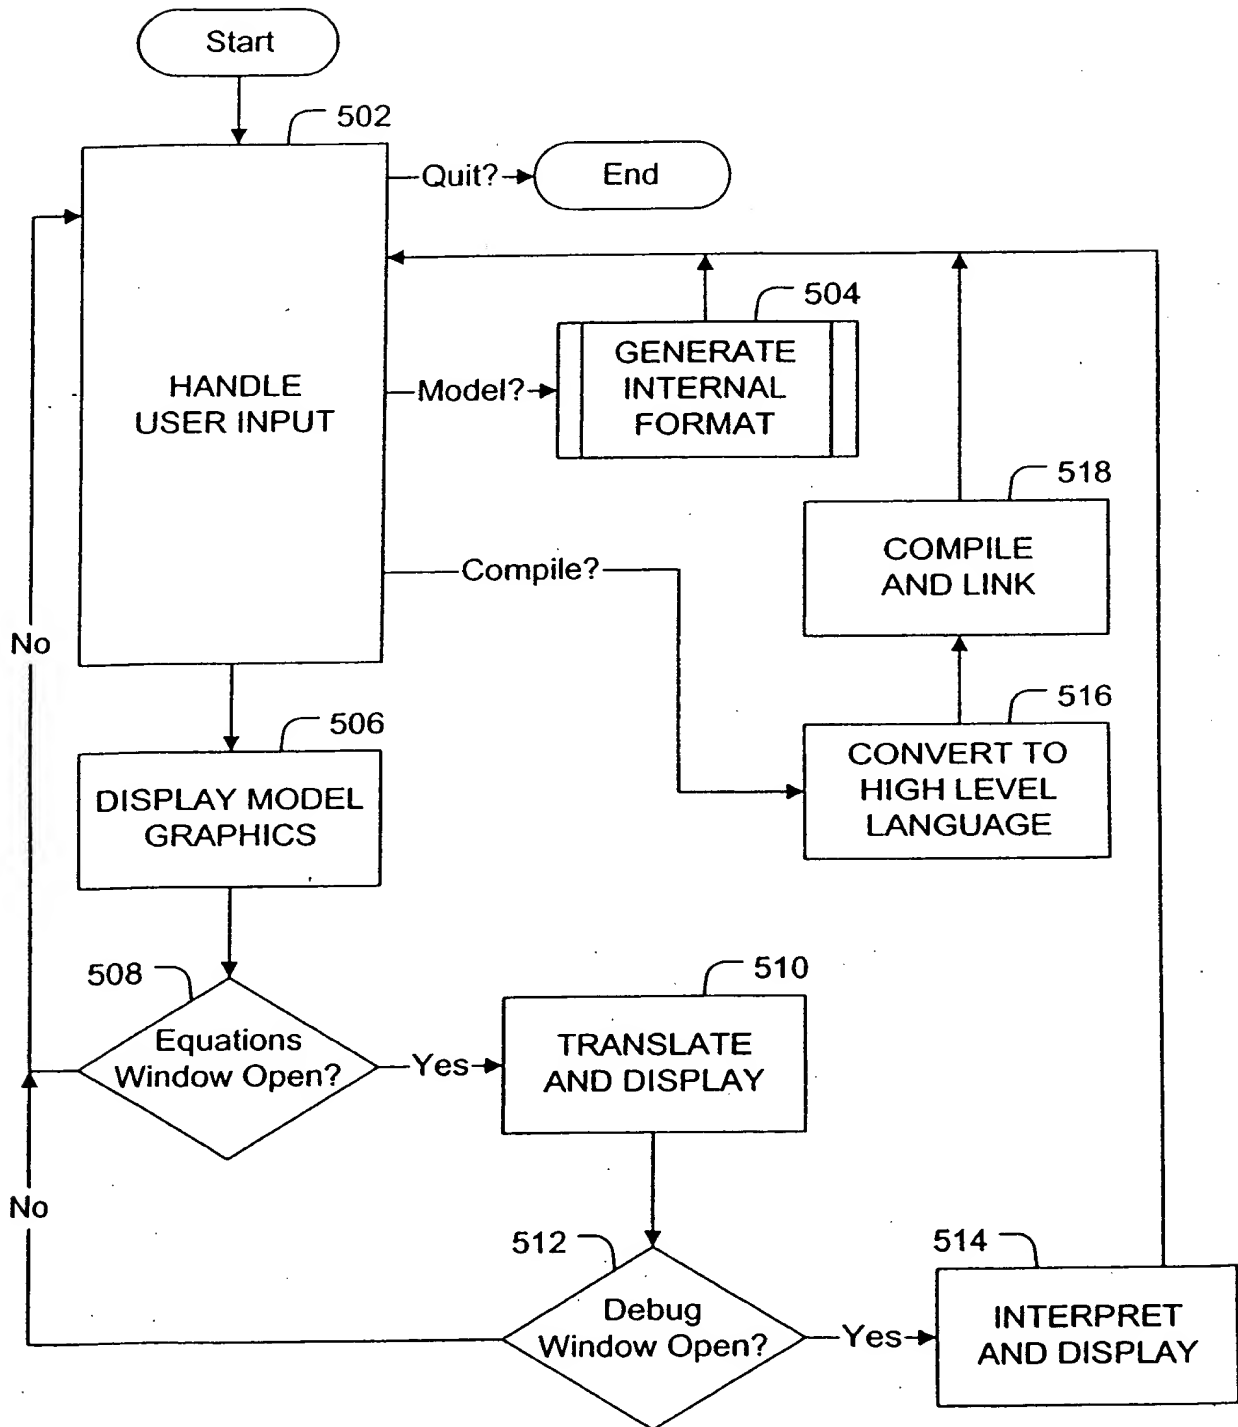 Start
502
Quit?
End
504
HANDLE
USER INPUT
Model?
GENERATE
INTERNAL
FORMAT
518
Compile?
COMPILE
AND LINK
No
506
516
DISPLAY MODEL
GRAPHICS
CONVERT TO
HIGH LEVEL
LANGUAGE
508
510
Equations
Window Open?
Yes
TRANSLATE
AND DISPLAY
No
512
514
Debug
Window Open?
Yes
INTERPRET
AND DISPLAY